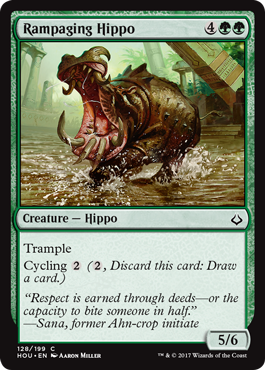 Rampaging Hippo 4
Creature — Hippo
Trample
Cycling 2 (2, Discard this card: Draw
a card.)
“Respect is earned through deeds—or the
capacity to bite someone in half.”
—Sana, former Ahn-crop initiate
5/6
128/199 C
HOU • EN AARON MILLER
™ & © 2017 Wizards of the Coast